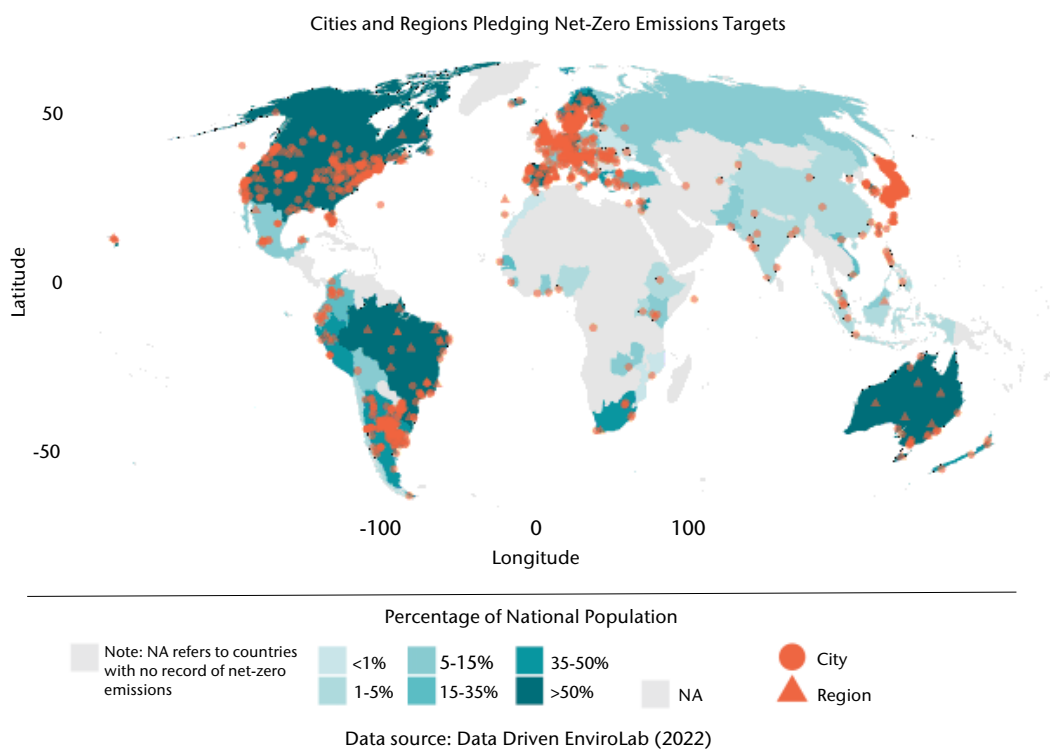 Cities and Regions Pledging Net-Zero Emissions Targets
50
0
-50
Latitude
-100 0 100
Longitude
Percentage of National Population
Note: NA refers to countries
with no record of net-zero
emissions
<1% 5-15% 35-50%
1-5% 15-35% >50%
NA
City
Region
Data source: Data Driven EnviroLab (2022)